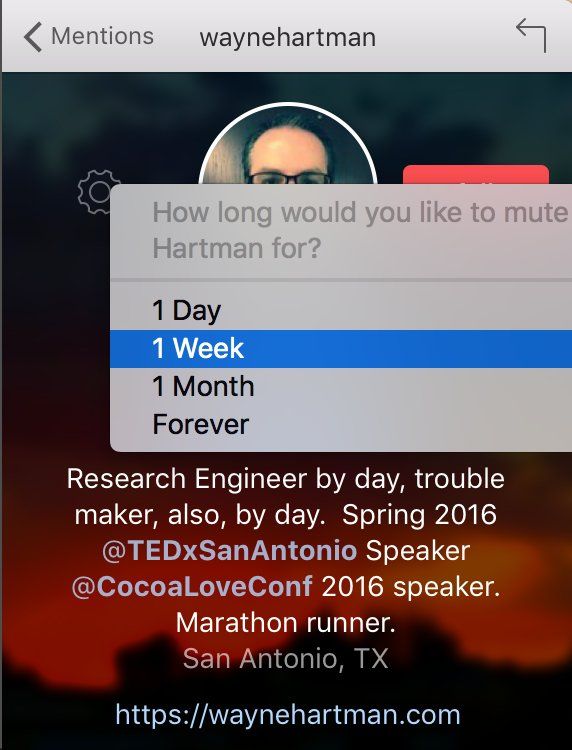 Mentions
waynehartman
How long would you like to mute
Hartman for?
1 Day
1 Week
1 Month
Forever
Research Engineer by day, trouble
maker, also, by day.  Spring 2016
@TEDxSanAntonio Speaker
@CocoaLoveConf 2016 speaker.
Marathon runner.
San Antonio, TX
https://waynehartman.com